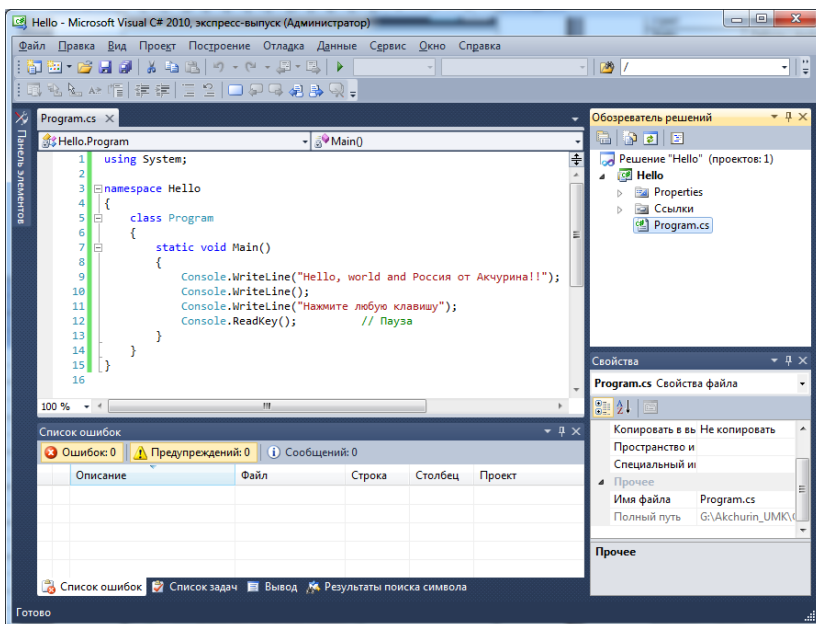 Hello - Microsoft Visual C# 2010, экспресс-выпуск (Администратор)
Файл Правка Вид Проект Построение Отладка Данные Сервис Окно Справка
/
Панель элементов
Program.cs
Hello.Program Main()
1 using System;
2
3 namespace Hello
4 {
5 class Program
6 {
7 static void Main()
8 {
9 Console.WriteLine("Hello, world and Россия от Акчурина!!");
10 Console.WriteLine();
11 Console.WriteLine("Нажмите любую клавишу");
12 Console.ReadKey(); // Пауза
13 }
14 }
15 }
16
100 %
Обозреватель решений
Решение "Hello" (проектов: 1)
Hello
Properties
Ссылки
Program.cs
Свойства
Program.cs Свойства файла
Копировать в вы Не копировать
Пространство и
Специальный и
Прочее
Имя файла Program.cs
Полный путь G:\Akchurin_UMK\
Прочее
Список ошибок
Ошибок: 0 Предупреждений: 0 Сообщений: 0
Описание Файл Строка Столбец Проект
Список ошибок Список задач Вывод Результаты поиска символа
Готово